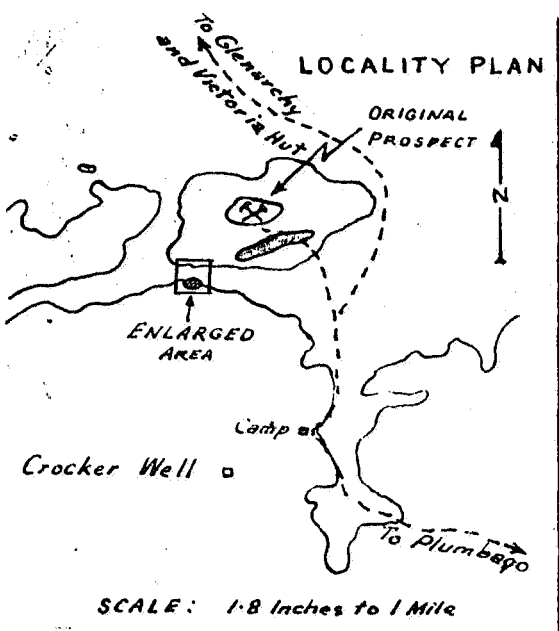 To Glenarchy
and Victoria Hut
LOCALITY PLAN
ORIGINAL
PROSPECT
N
ENLARGED
AREA
Camp
Crocker Well
To Plumbago
SCALE: 1·8 Inches to 1 Mile